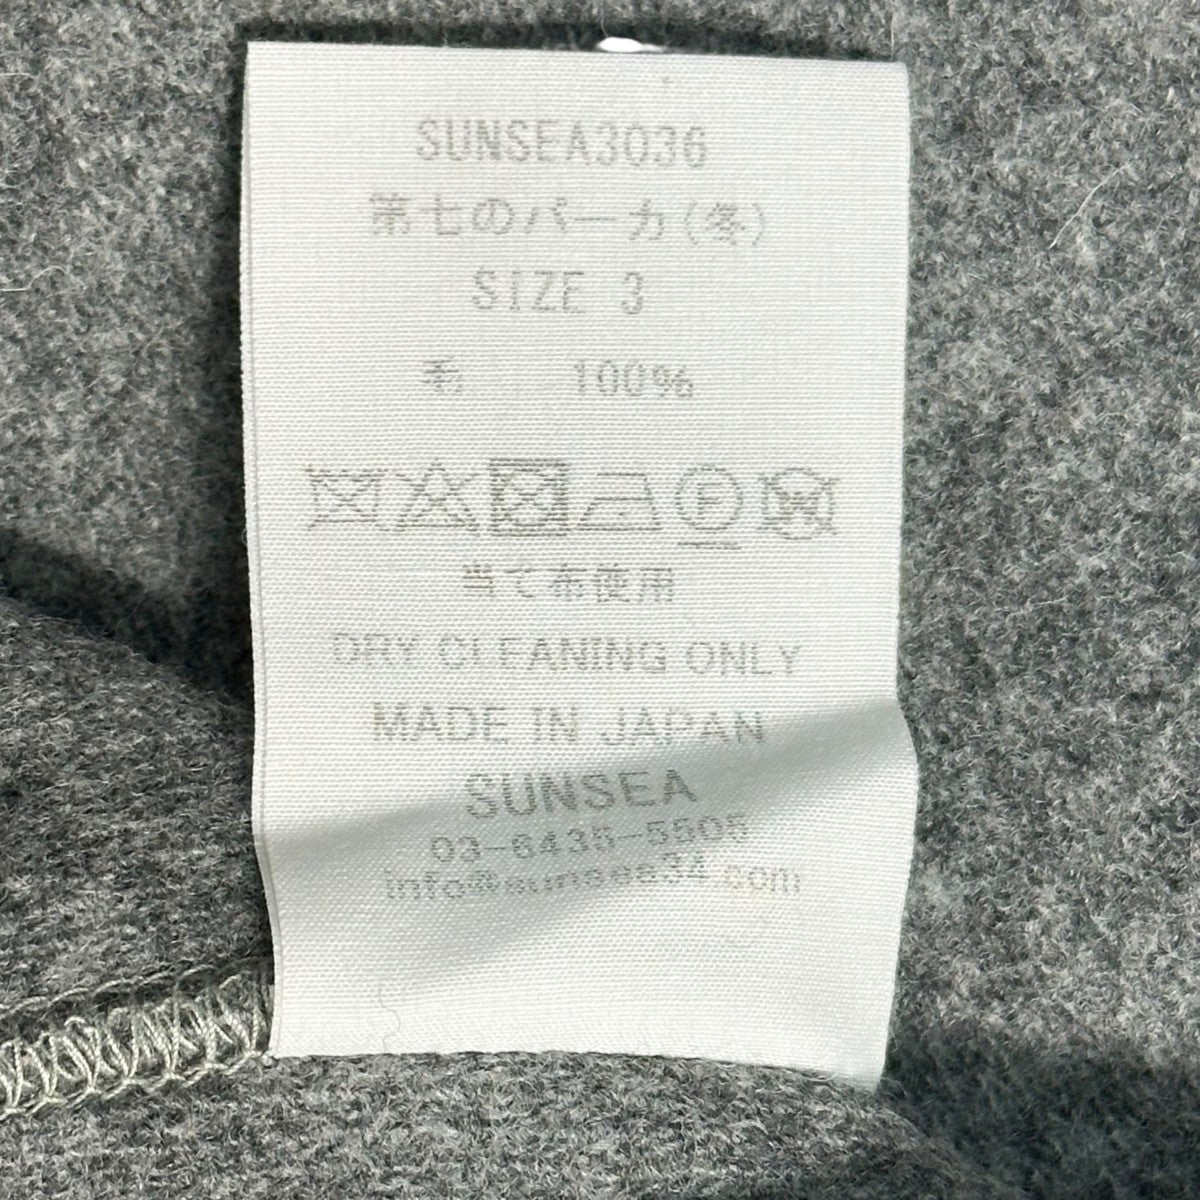 SUNSEA3036
第七のパーカ(冬)
SIZE 3
毛 100%
F W
当て布使用
DRY CLEANING ONLY
MADE IN JAPAN
SUNSEA
03-6435-5505
info@sunsea34.com